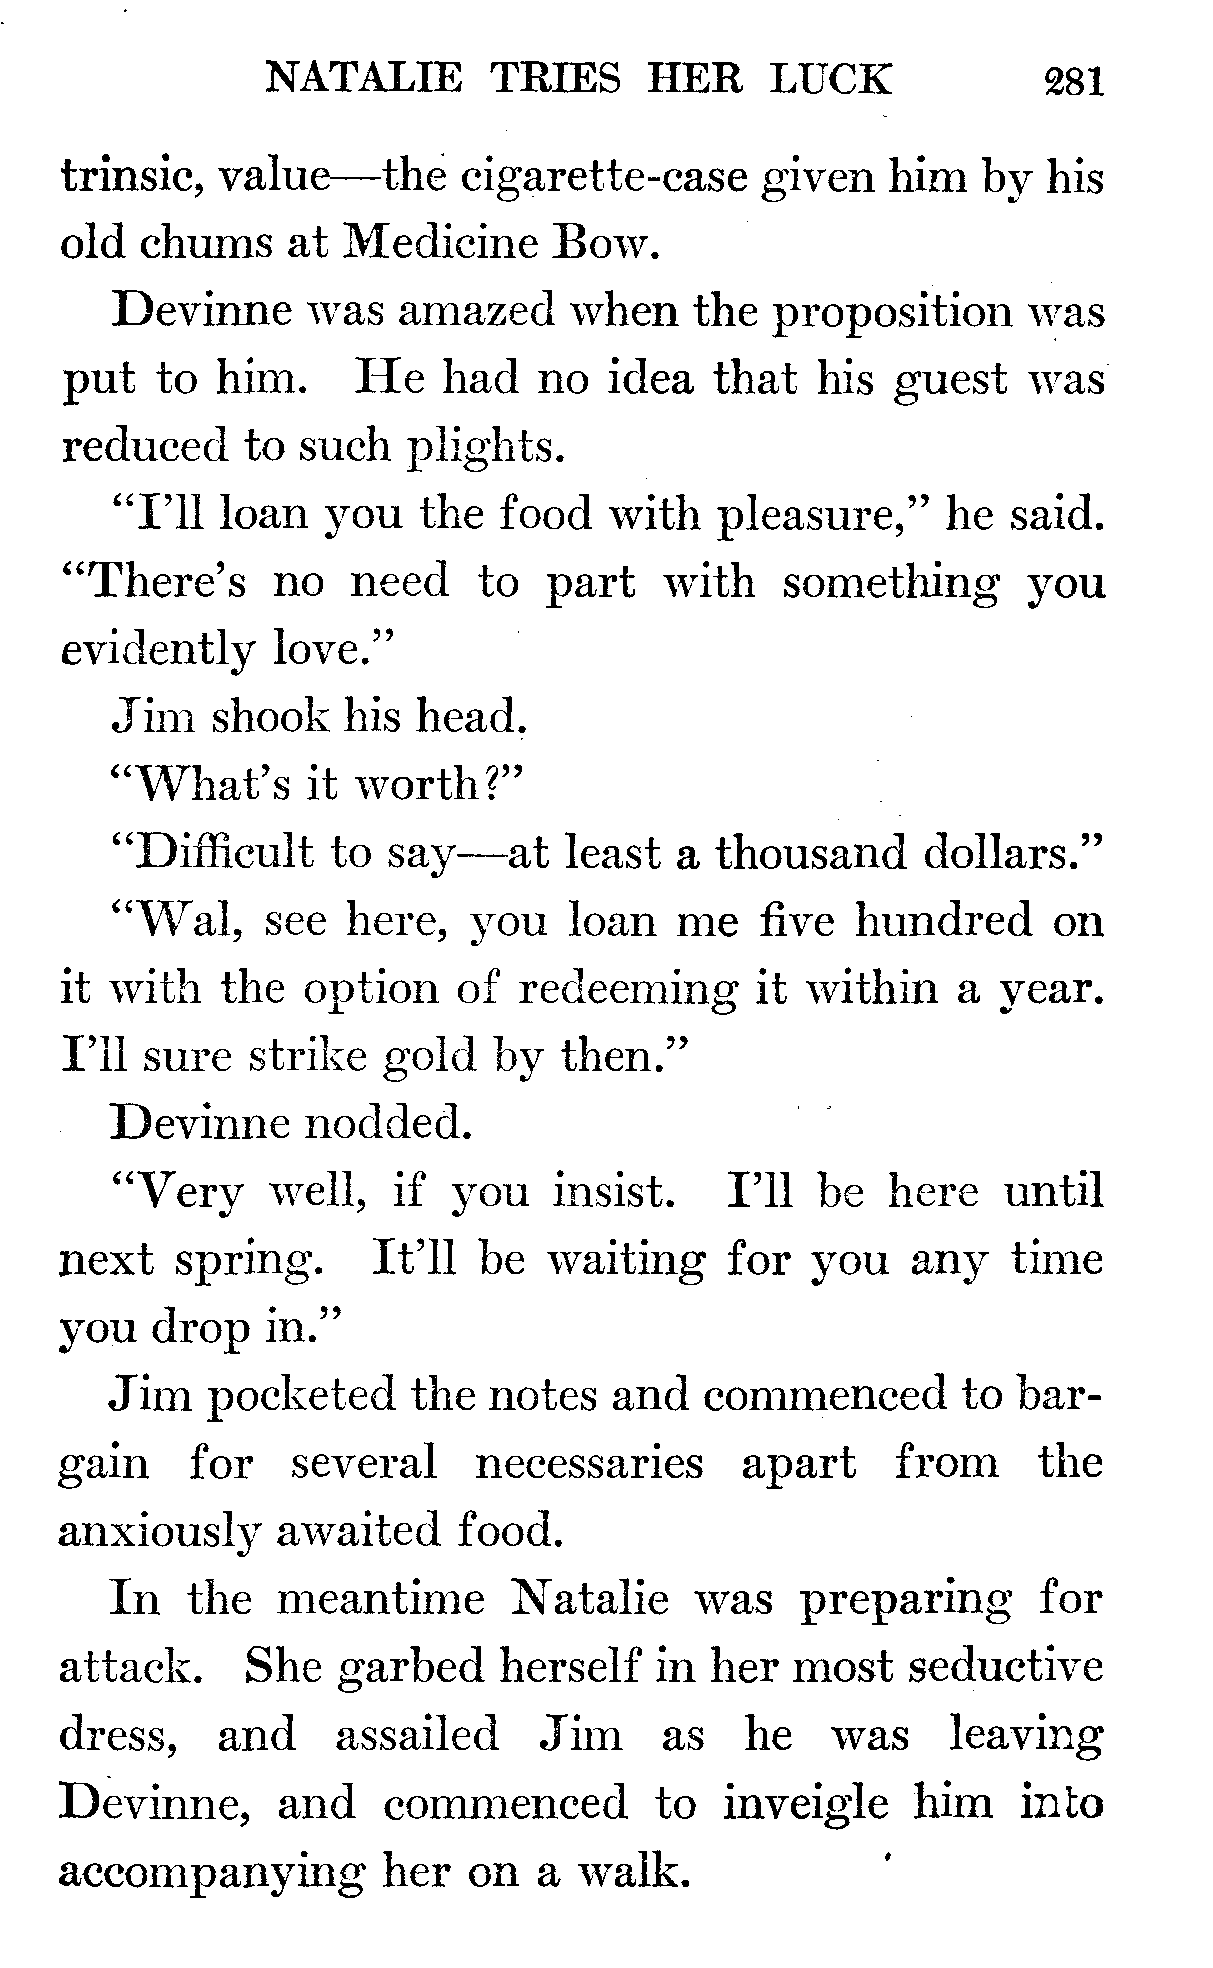 NATALIE TRIES HER LUCK 281
trinsic, value—the cigarette-case given him by his
old chums at Medicine Bow.
Devinne was amazed when the proposition was
put to him. He had no idea that his guest was
reduced to such plights.
“I’ll loan you the food with pleasure,” he said.
“There’s no need to part with something you
evidently love.”
Jim shook his head.
“What’s it worth?”
“Difficult to say—at least a thousand dollars.”
“Wal, see here, you loan me five hundred on
it with the option of redeeming it within a year.
I’ll sure strike gold by then.”
Devinne nodded.
“Very well, if you insist. I’ll be here until
next spring. It’ll be waiting for you any time
you drop in.”
Jim pocketed the notes and commenced to bar-
gain for several necessaries apart from the
anxiously awaited food.
In the meantime Natalie was preparing for
attack. She garbed herself in her most seductive
dress, and assailed Jim as he was leaving
Devinne, and commenced to inveigle him into
accompanying her on a walk.